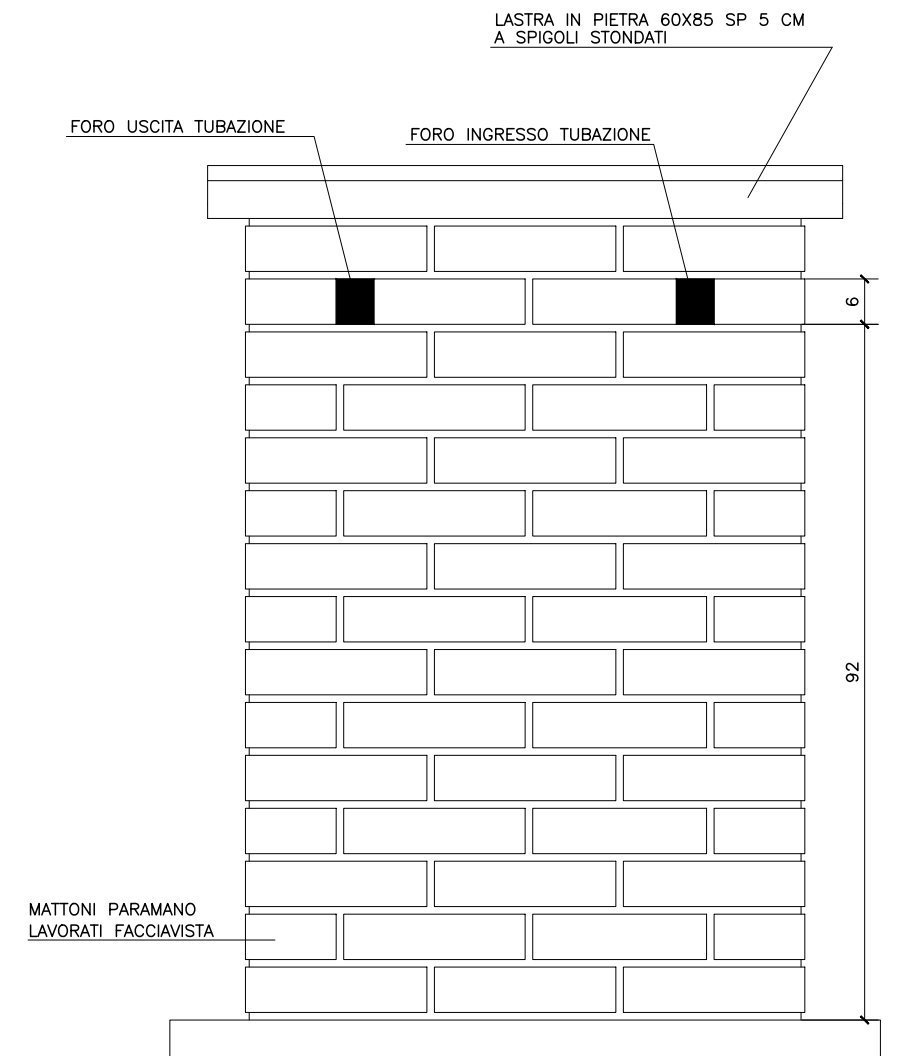 LASTRA IN PIETRA 60X85 SP 5 CM
A SPIGOLI STONDATI
FORO USCITA TUBAZIONE
FORO INGRESSO TUBAZIONE
6
92
MATTONI PARAMANO
LAVORATI FACCIAVISTA